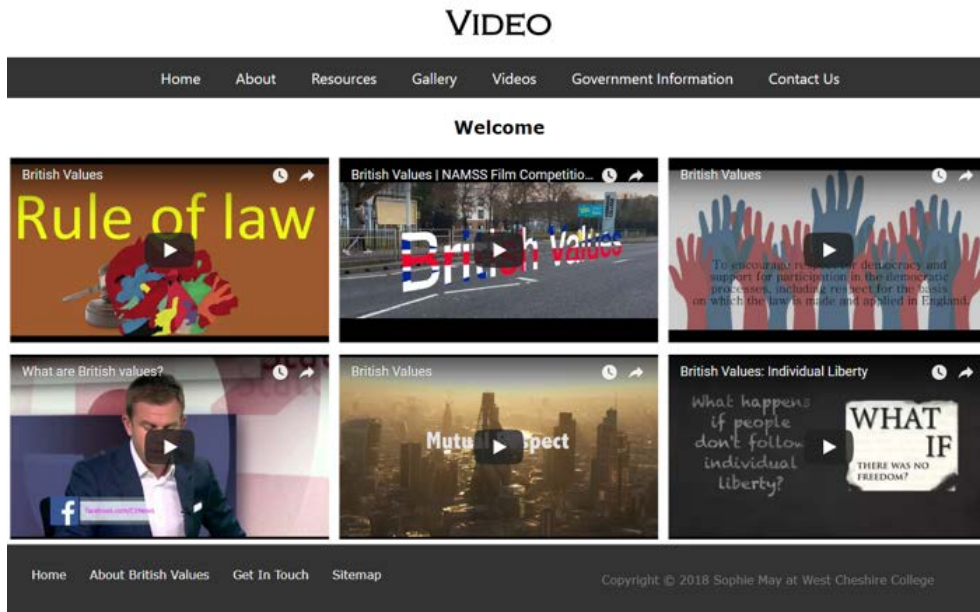 VIDEO
Home About Resources Gallery Videos Government Information Contact Us
Welcome
British Values
Rule of law
British Values | NAMSS Film Competitio...
British Values
British Values
To encourage respect for democracy and
support for participation in the democratic
processes, including respect for the basis
on which the law is made and applied in England.
What are British values?
facebook.com/C5News
British Values
Mutual Respect
British Values: Individual Liberty
What happens
if people
don't follow
individual
liberty?
WHAT
IF
THERE WAS NO
FREEDOM?
Home About British Values Get In Touch Sitemap
Copyright © 2018 Sophie May at West Cheshire College